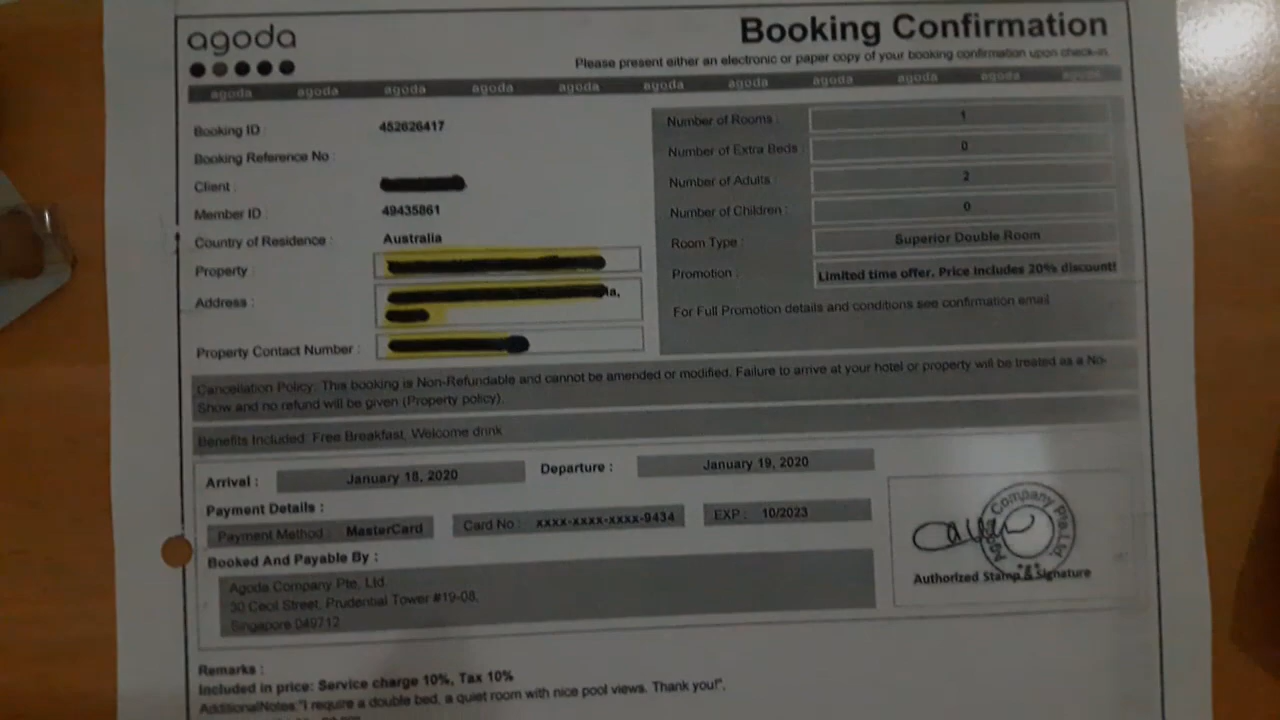 agoda
Booking Confirmation
Please present either an electronic or paper copy of your booking confirmation upon check-in.
agoda agoda agoda agoda agoda agoda agoda agoda agoda agoda agoda
Booking ID : 452626417
Booking Reference No :
Client :
Member ID : 49435861
Country of Residence : Australia
Property :
Address : ia,
Property Contact Number :
Number of Rooms : 1
Number of Extra Beds : 0
Number of Adults : 2
Number of Children : 0
Room Type : Superior Double Room
Promotion : Limited time offer. Price includes 20% discount!
For Full Promotion details and conditions see confirmation email
Cancellation Policy: This booking is Non-Refundable and cannot be amended or modified. Failure to arrive at your hotel or property will be treated as a No-
Show and no refund will be given (Property policy).
Benefits Included: Free Breakfast, Welcome drink
Arrival : January 18, 2020 Departure : January 19, 2020
Payment Details :
Payment Method : MasterCard Card No : xxxx-xxxx-xxxx-9434 EXP : 10/2023
Booked And Payable By :
Agoda Company Pte, Ltd.
30 Cecil Street, Prudential Tower #19-08,
Singapore 049712
Agoda Company Pte.Ltd
Authorized Stamp & Signature
Remarks :
Included in price: Service charge 10%, Tax 10%
AdditionalNotes:"I require a double bed, a quiet room with nice pool views. Thank you!".